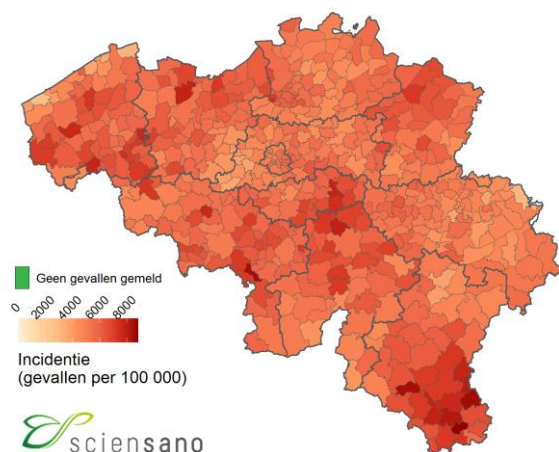 Geen gevallen gemeld
0 2000 4000 6000 8000
Incidentie
(gevallen per 100 000)
sciensano